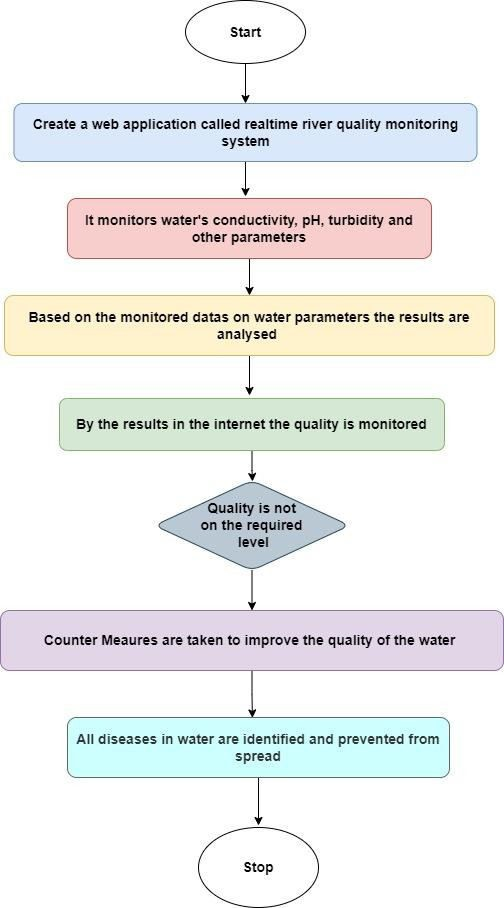 Start
Create a web application called realtime river quality monitoring
system
It monitors water's conductivity, pH, turbidity and
other parameters
Based on the monitored datas on water parameters the results are
analysed
By the results in the internet the quality is monitored
Quality is not
on the required
level
Counter Meaures are taken to improve the quality of the water
All diseases in water are identified and prevented from
spread
Stop